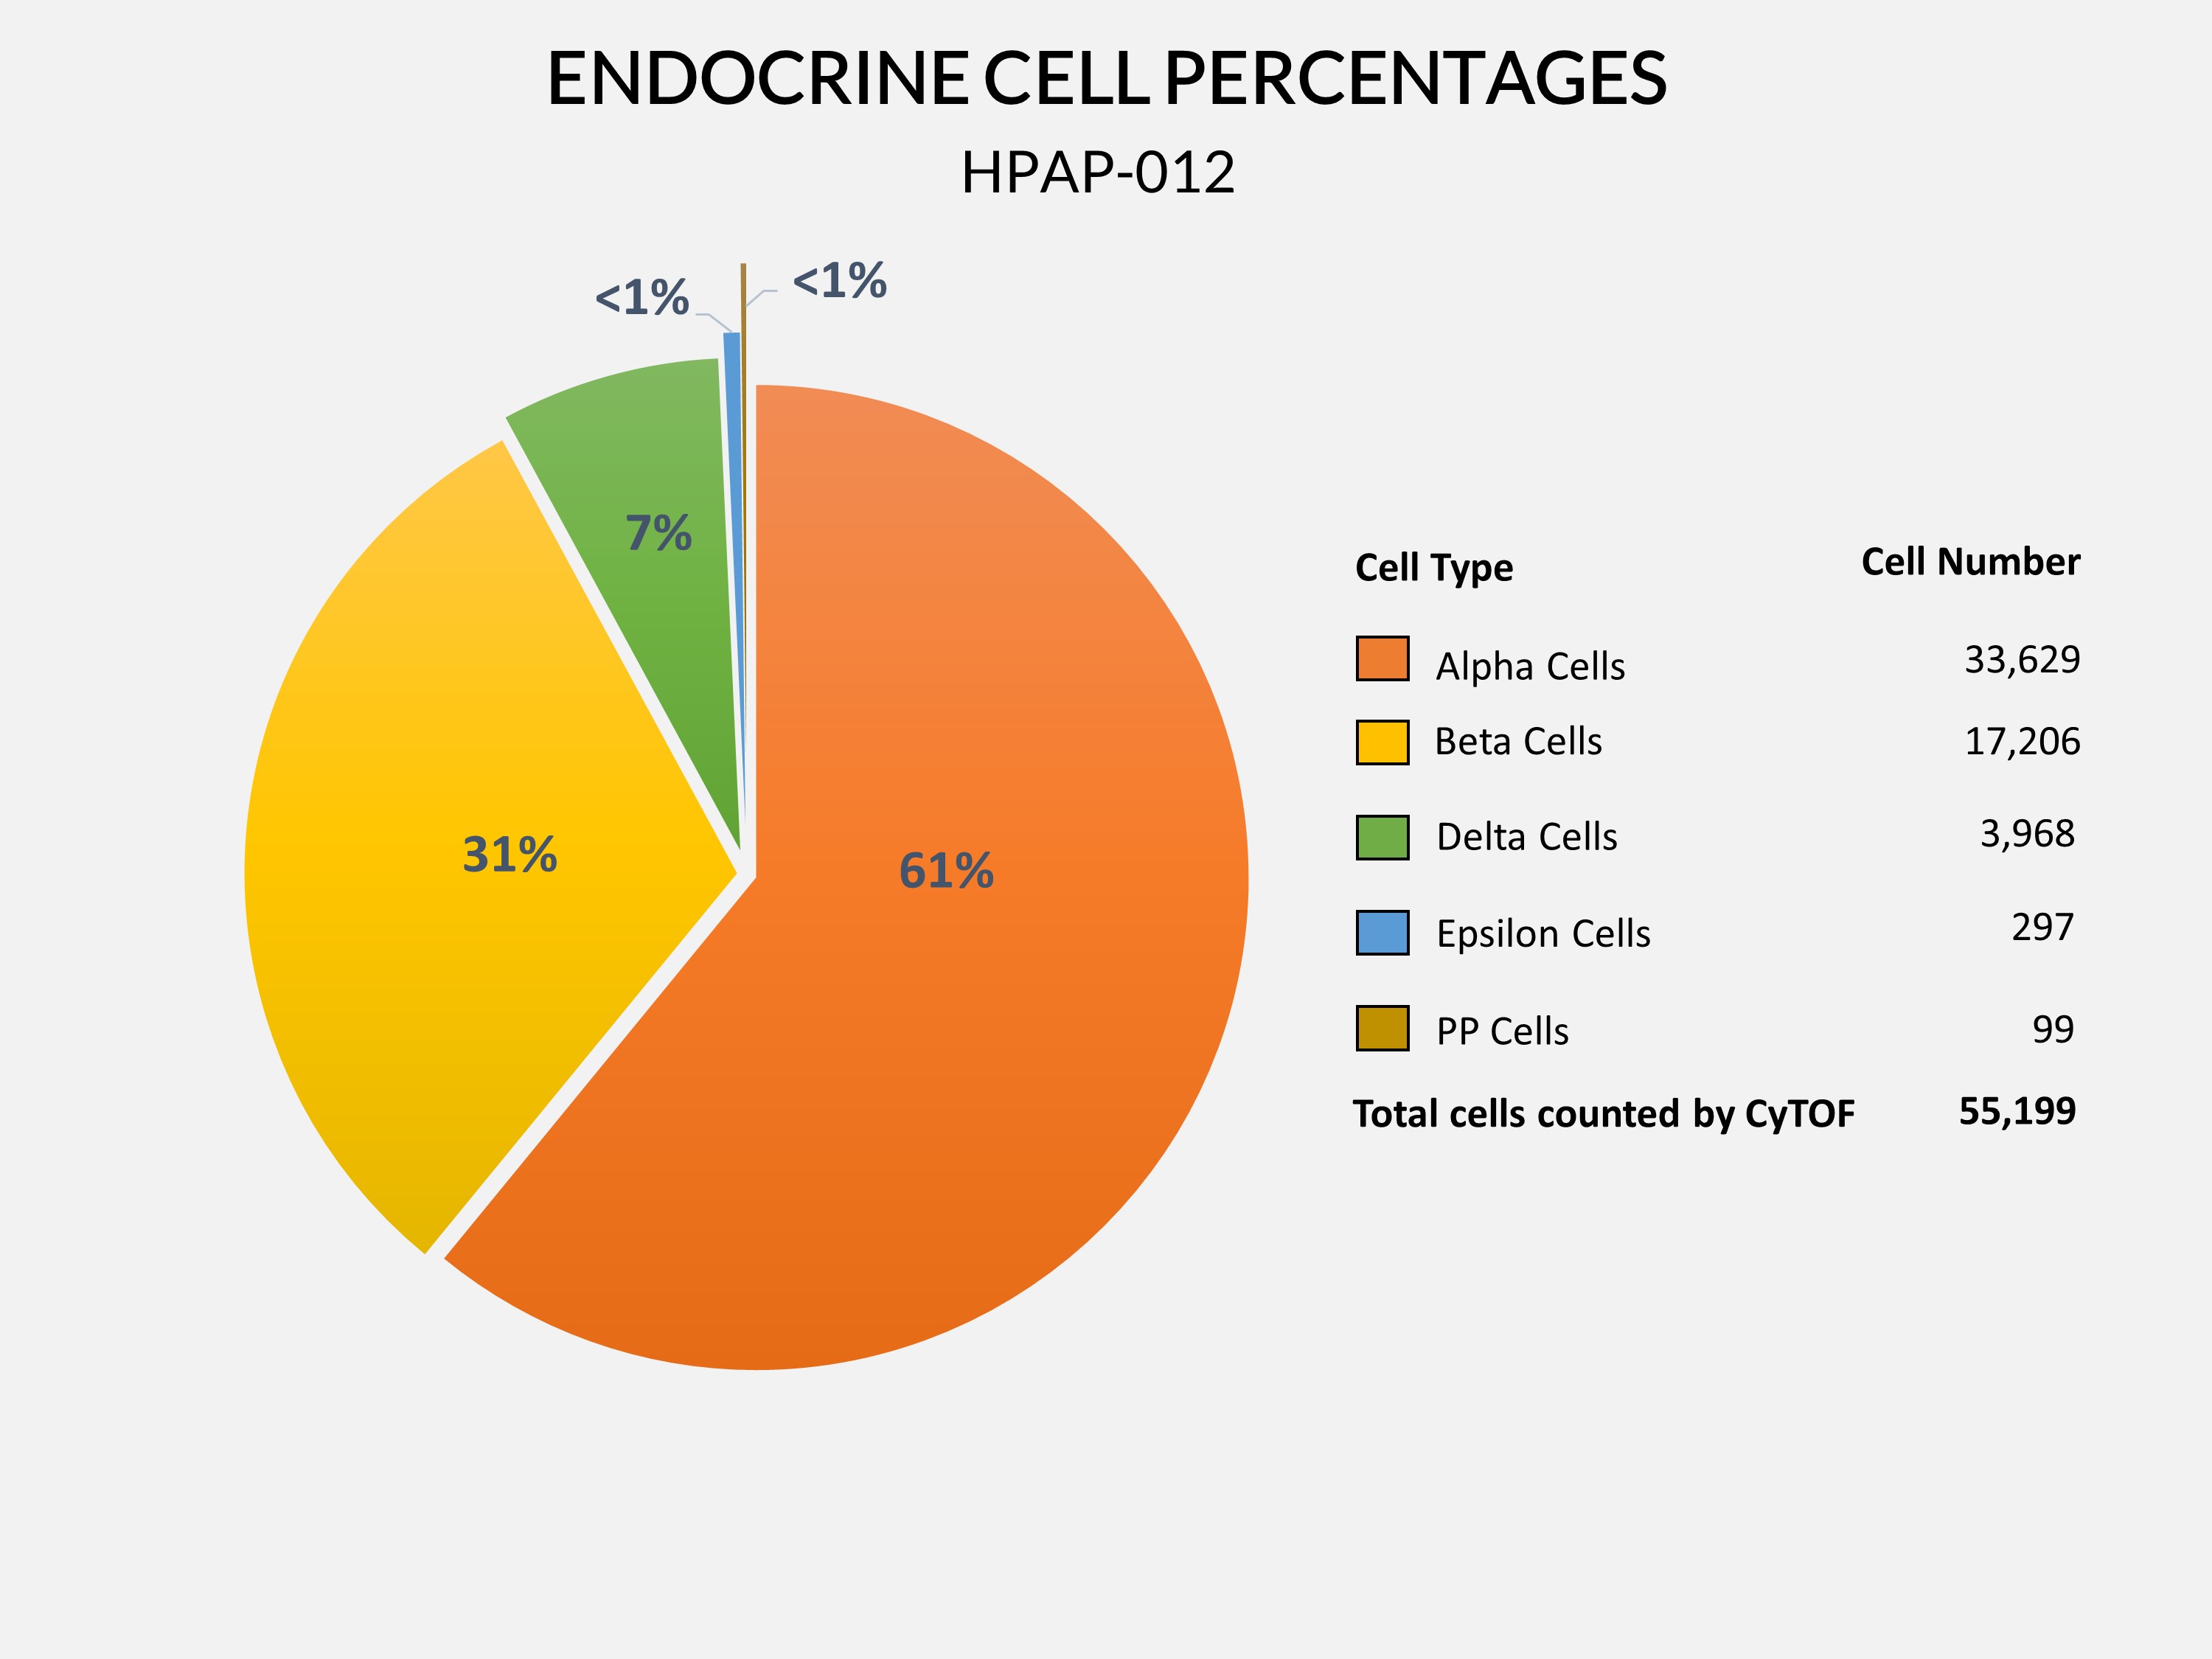 ENDOCRINE CELL PERCENTAGES
HPAP-012
<1%
<1%
7%
31%
61%
Cell Type Cell Number
Alpha Cells 33,629
Beta Cells 17,206
Delta Cells 3,968
Epsilon Cells 297
PP Cells 99
Total cells counted by CyTOF 55,199